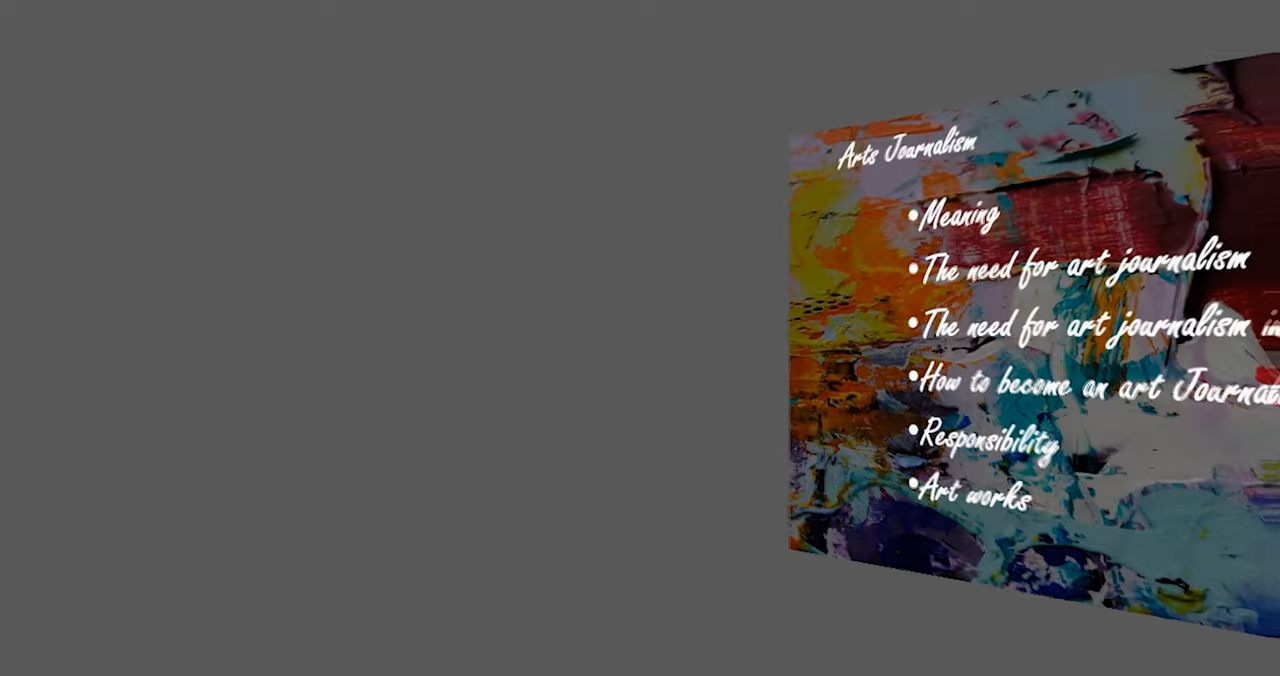 Arts Journalism
•Meaning
•The need for art journalism
•The need for art journalism
•How to become an art
•Responsibility
•Art works